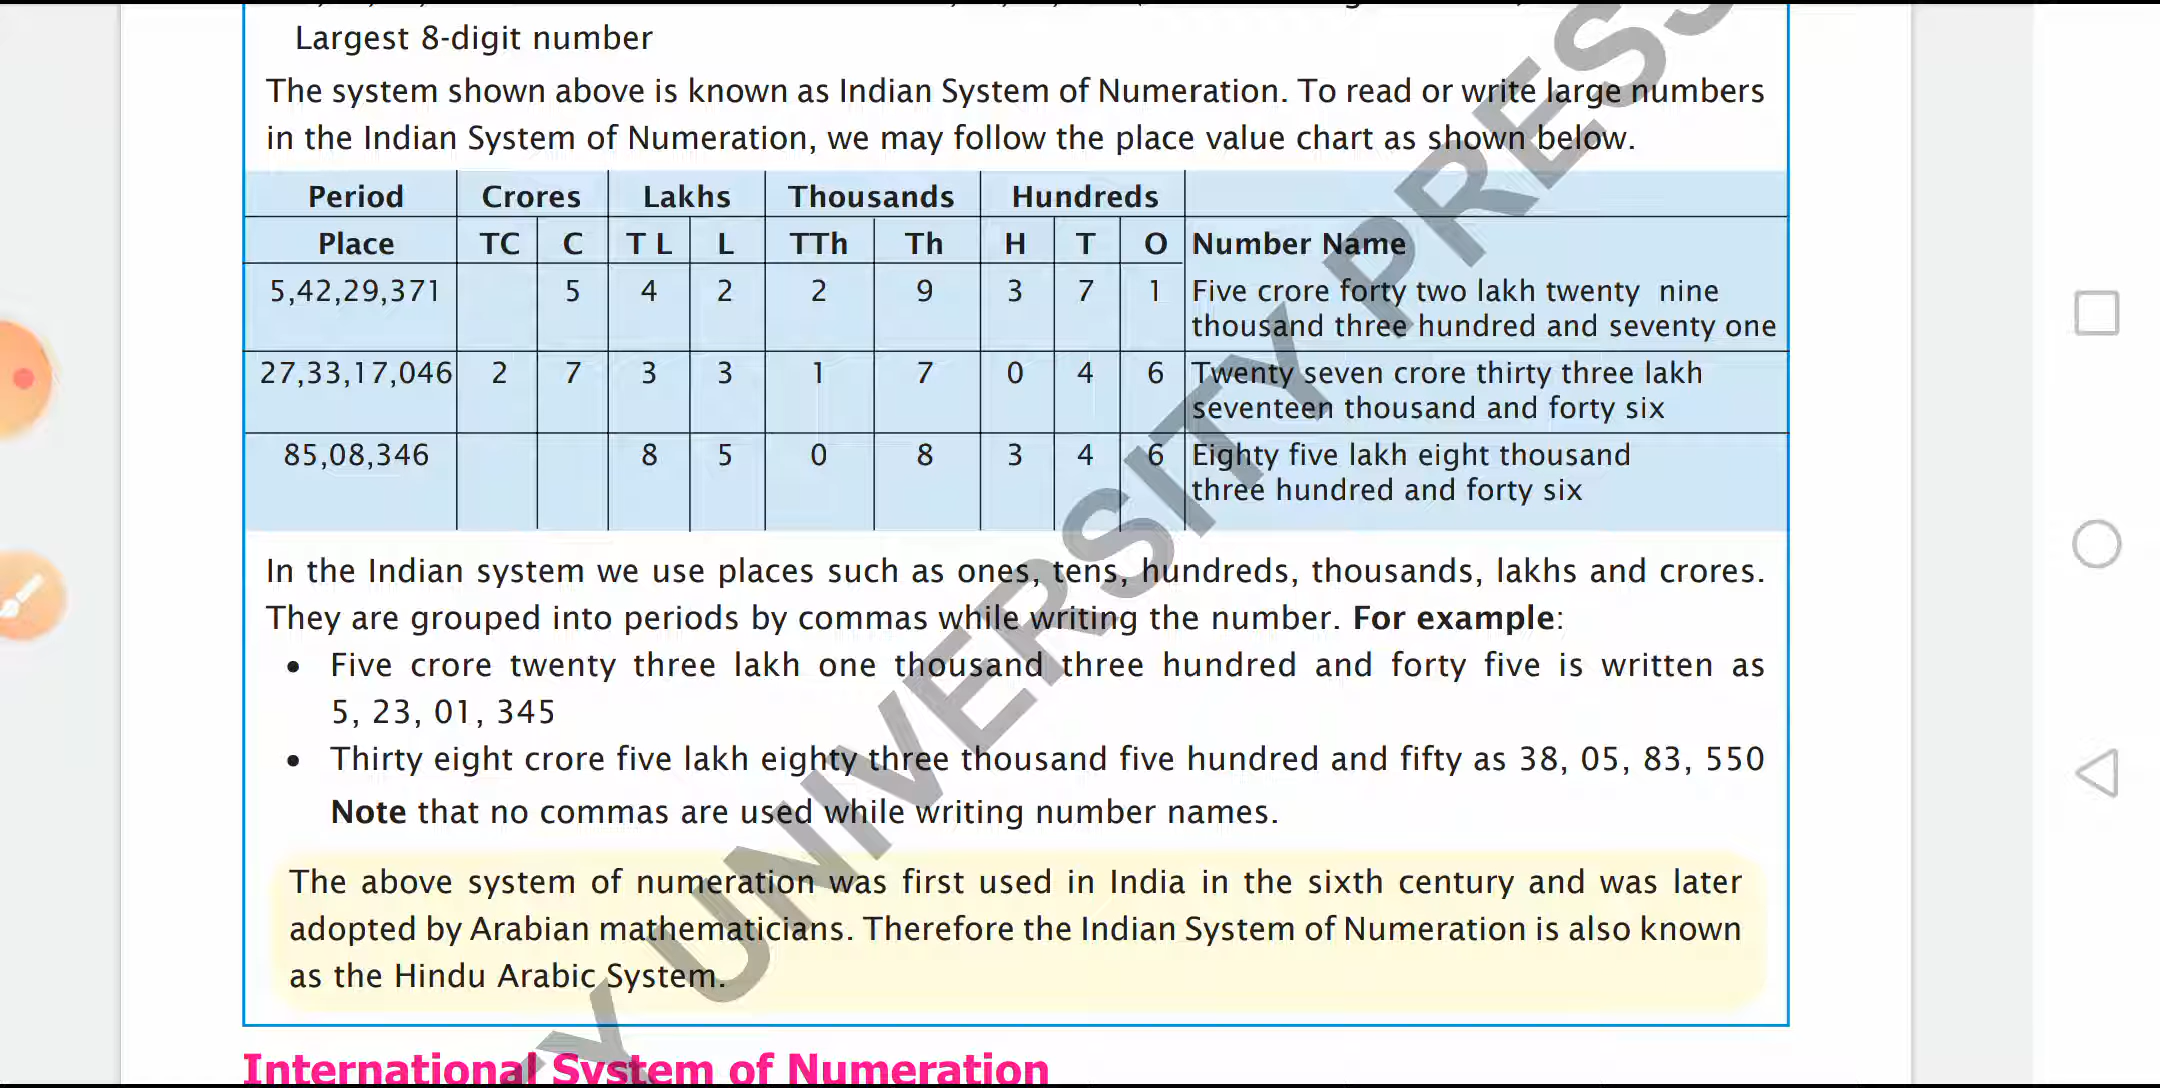 Largest 8-digit number
The system shown above is known as Indian System of Numeration. To read or write large numbers
in the Indian System of Numeration, we may follow the place value chart as shown below.
Period Crores Lakhs Thousands Hundreds
Place TC C T L L TTh Th H T O Number Name
5,42,29,371 5 4 2 2 9 3 7 1 Five crore forty two lakh twenty nine
thousand three hundred and seventy one
27,33,17,046 2 7 3 3 1 7 0 4 6 Twenty seven crore thirty three lakh
seventeen thousand and forty six
85,08,346 8 5 0 8 3 4 6 Eighty five lakh eight thousand
three hundred and forty six
In the Indian system we use places such as ones, tens, hundreds, thousands, lakhs and crores.
They are grouped into periods by commas while writing the number. For example:
• Five crore twenty three lakh one thousand three hundred and forty five is written as
5, 23, 01, 345
• Thirty eight crore five lakh eighty three thousand five hundred and fifty as 38, 05, 83, 550
Note that no commas are used while writing number names.
The above system of numeration was first used in India in the sixth century and was later
adopted by Arabian mathematicians. Therefore the Indian System of Numeration is also known
as the Hindu Arabic System.
International System of Numeration
UNIVERSITY PRESS